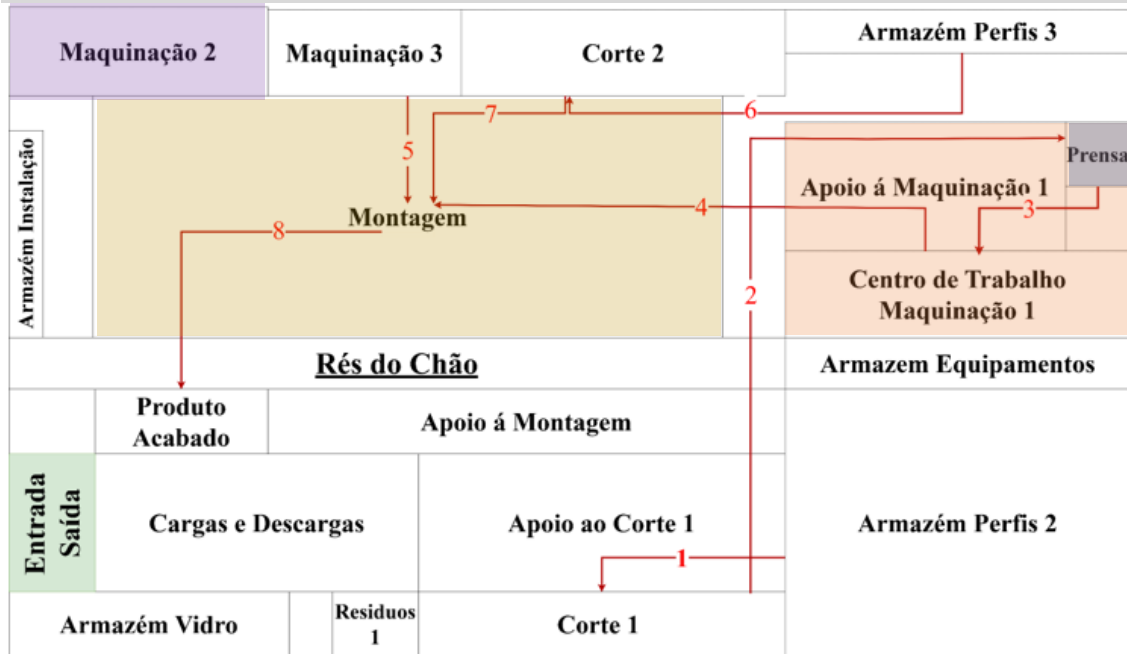 Maquinação 2
Maquinação 3
Corte 2
Armazém Perfis 3
7
6
5
Armazém Instalação
Prensa
Apoio á Maquinação 1
4
3
Montagem
8
Centro de Trabalho
Maquinação 1
2
Rés do Chão
Armazem Equipamentos
Produto
Acabado
Apoio á Montagem
Entrada
Saída
Cargas e Descargas
Apoio ao Corte 1
Armazém Perfis 2
1
Armazém Vidro
Residuos
1
Corte 1